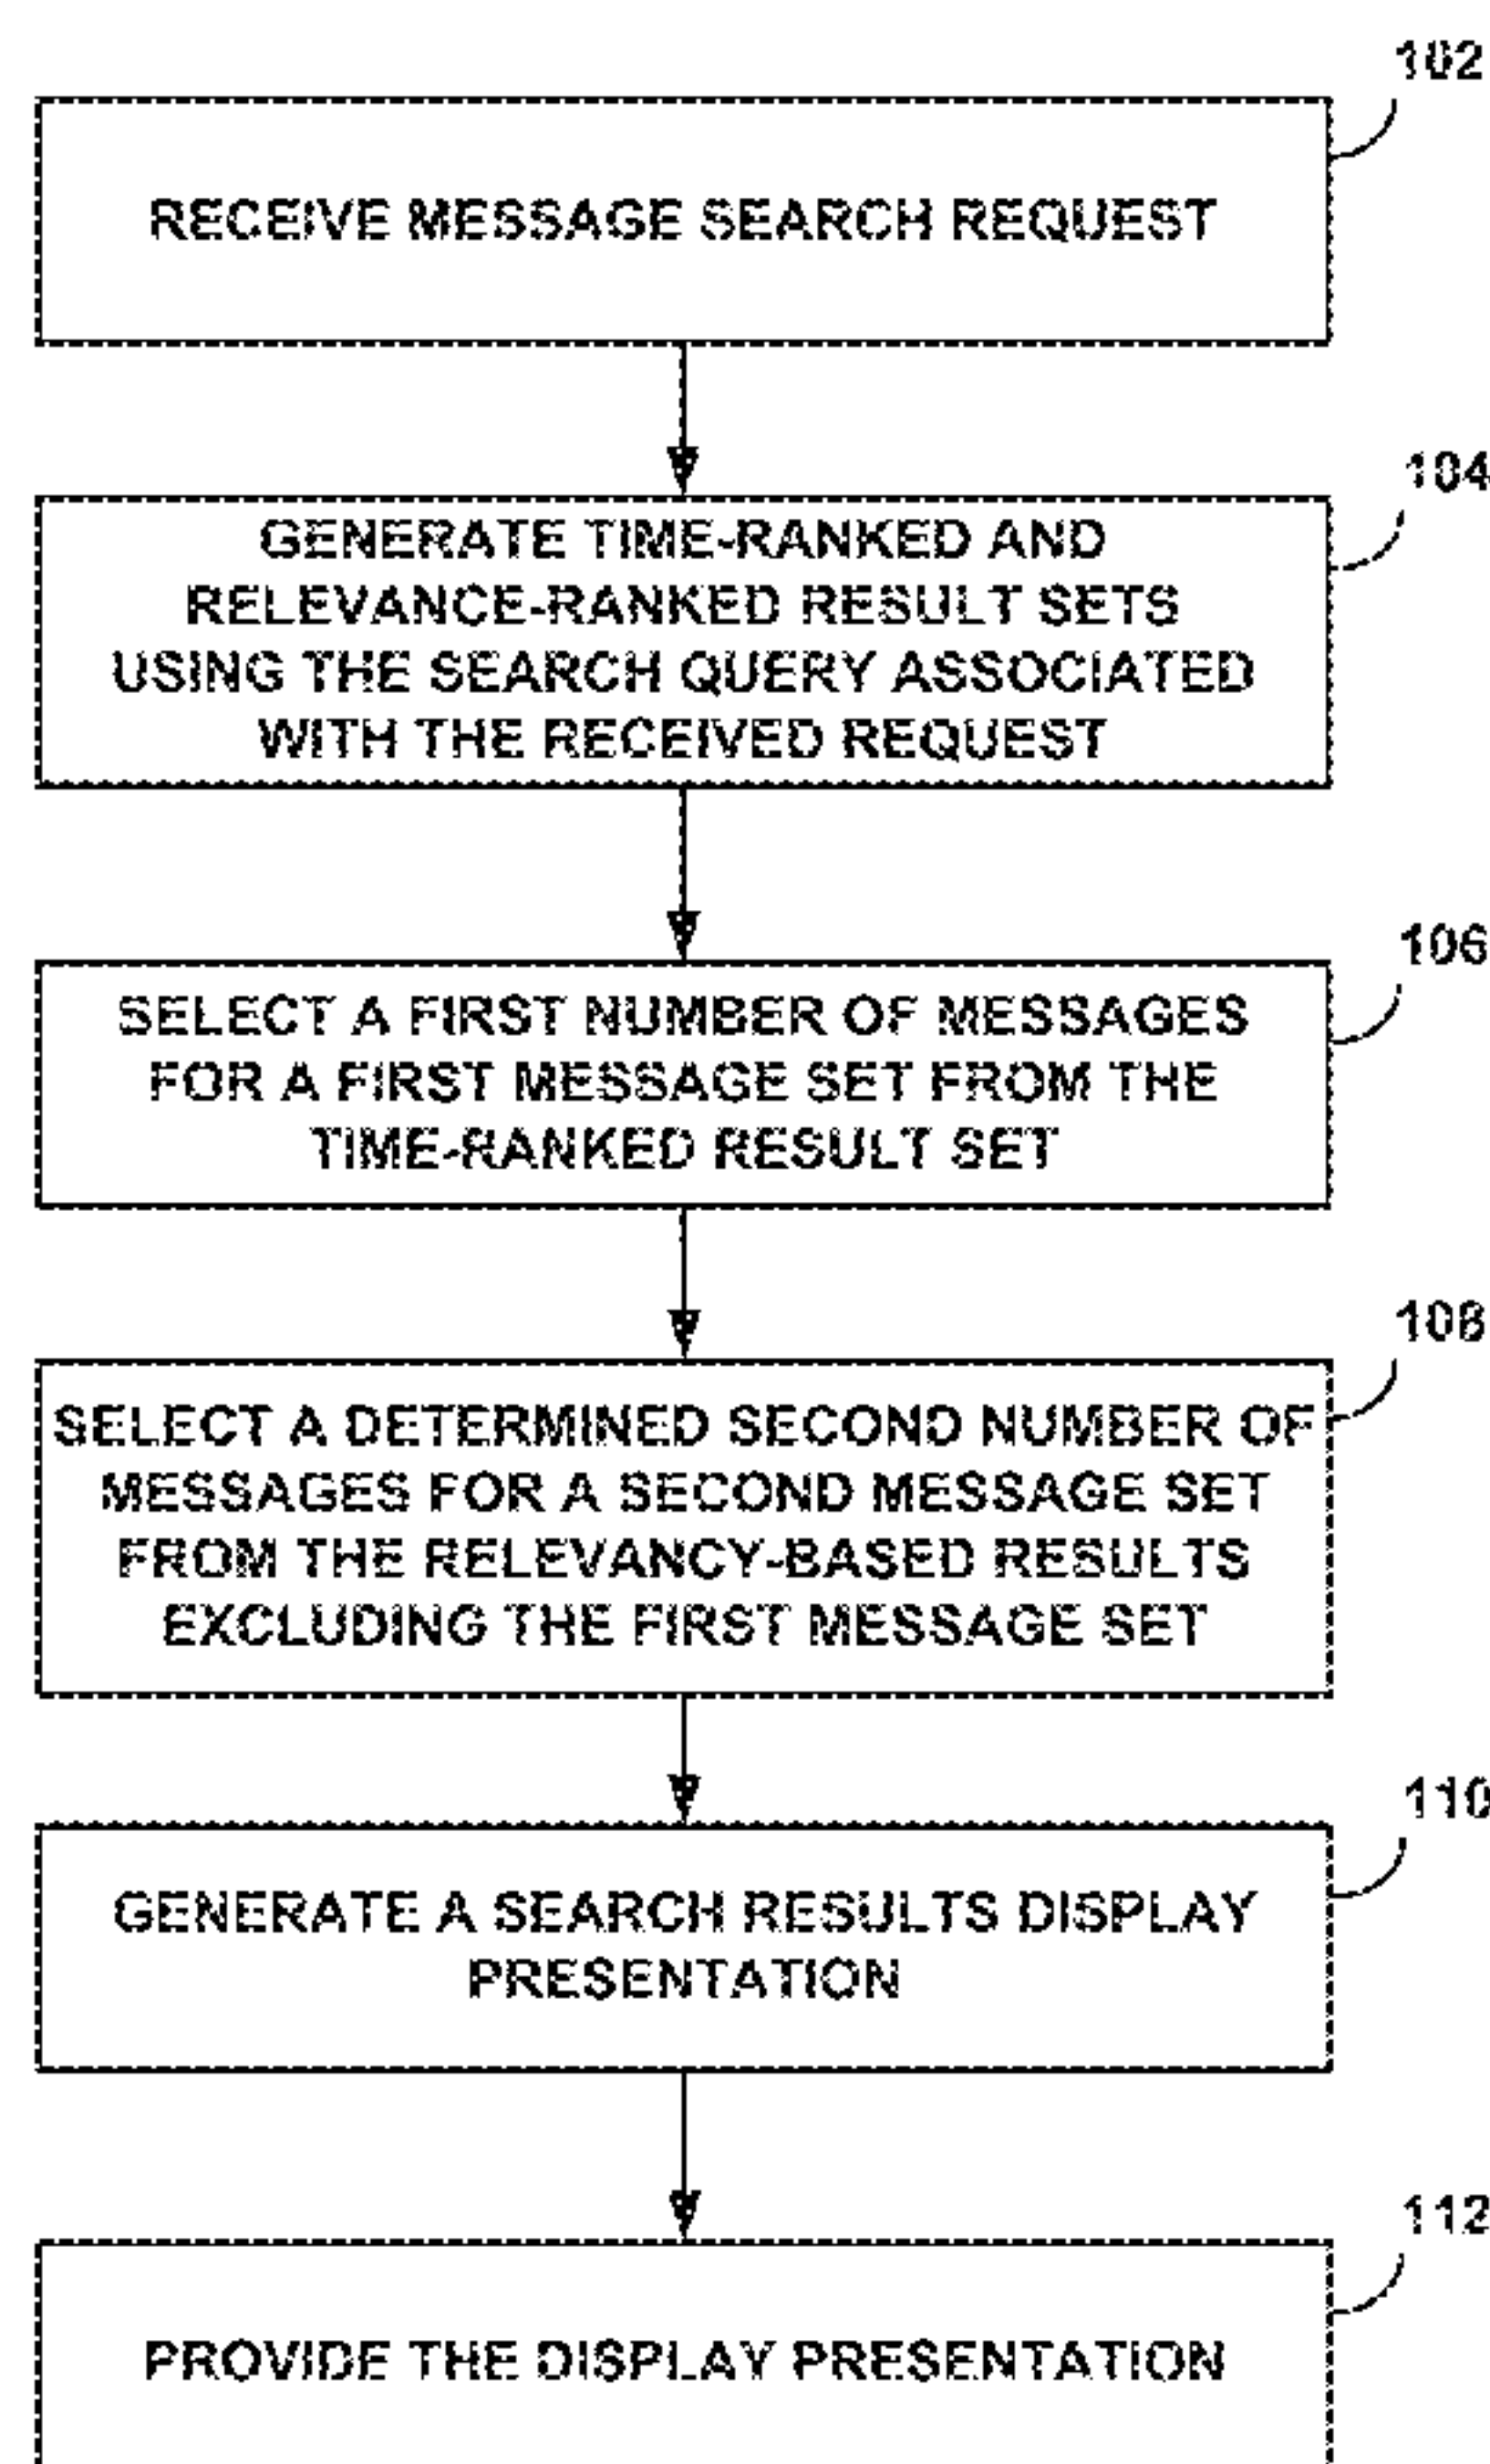 102
RECEIVE MESSAGE SEARCH REQUEST
104
GENERATE TIME-RANKED AND
RELEVANCE-RANKED RESULT SETS
USING THE SEARCH QUERY ASSOCIATED
WITH THE RECEIVED REQUEST
106
SELECT A FIRST NUMBER OF MESSAGES
FOR A FIRST MESSAGE SET FROM THE
TIME-RANKED RESULT SET
108
SELECT A DETERMINED SECOND NUMBER OF
MESSAGES FOR A SECOND MESSAGE SET
FROM THE RELEVANCY-BASED RESULTS
EXCLUDING THE FIRST MESSAGE SET
110
GENERATE A SEARCH RESULTS DISPLAY
PRESENTATION
112
PROVIDE THE DISPLAY PRESENTATION